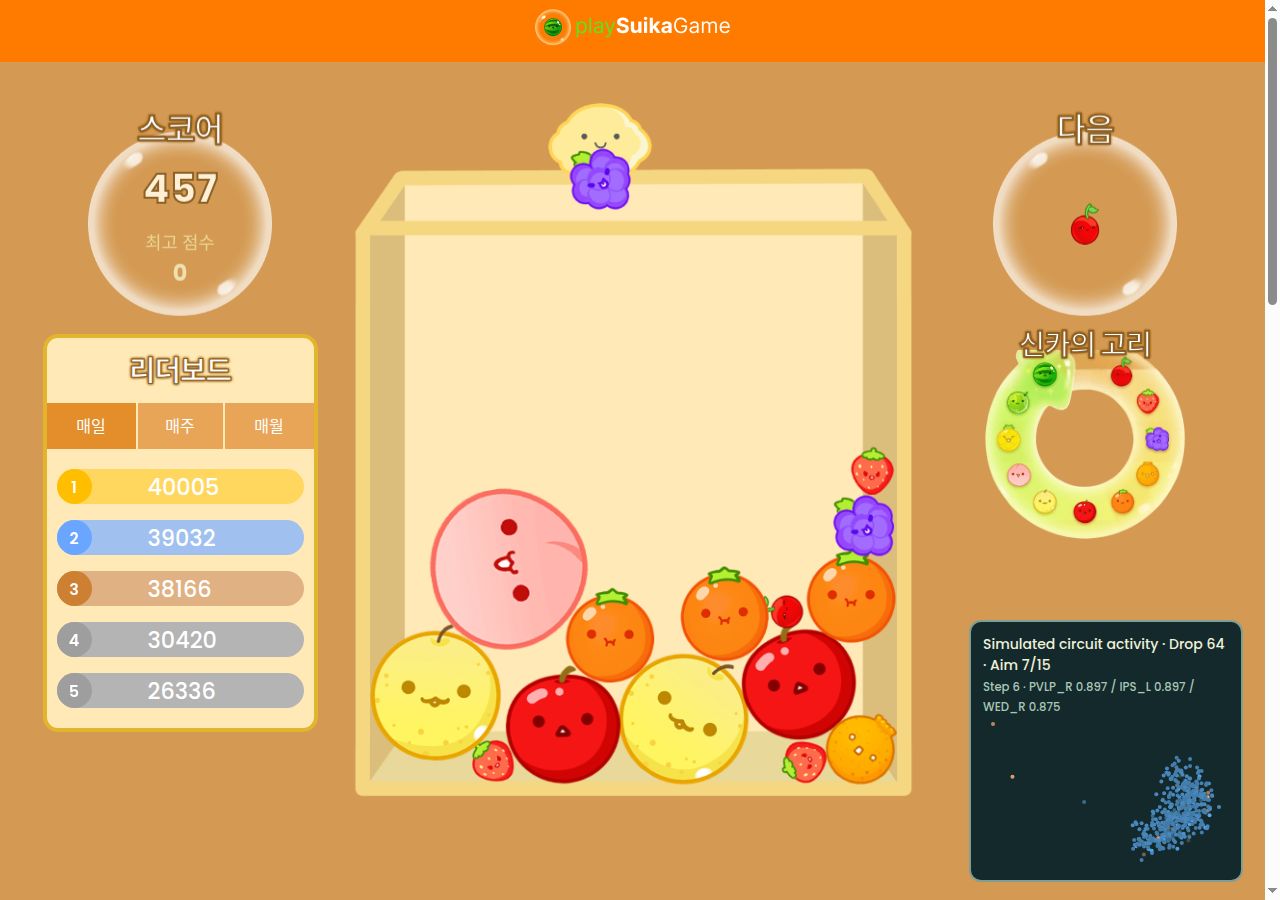 playSuikaGame
스코어
457
최고 점수
0
다음
신카의 고리
리더보드
매일 매주 매월
1 40005
2 39032
3 38166
4 30420
5 26336
Simulated circuit activity · Drop 64
· Aim 7/15
Step 6 · PVLP_R 0.897 / IPS_L 0.897 /
WED_R 0.875